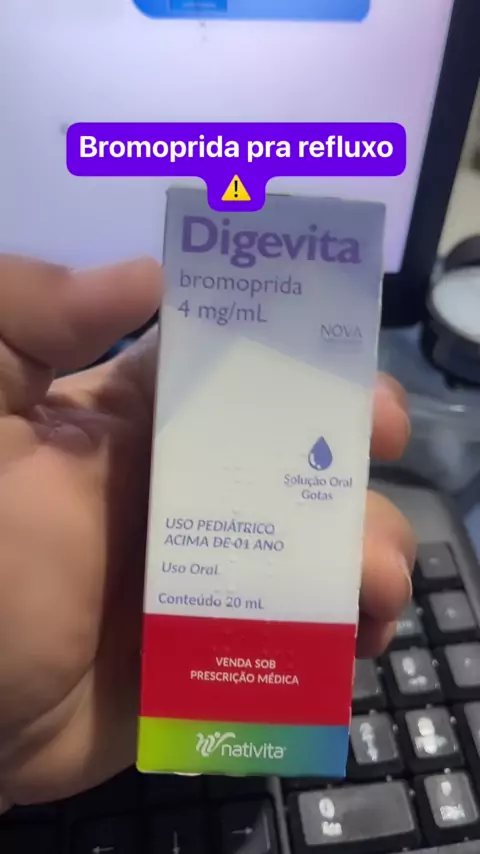 Bromoprida pra refluxo
⚠️
Digevita
bromoprida
4 mg/mL
NOVA
Solução Oral
Gotas
USO PEDIÁTRICO
ACIMA DE 01 ANO
Uso Oral
Conteúdo 20 mL
VENDA SOB
PRESCRIÇÃO MÉDICA
nativita